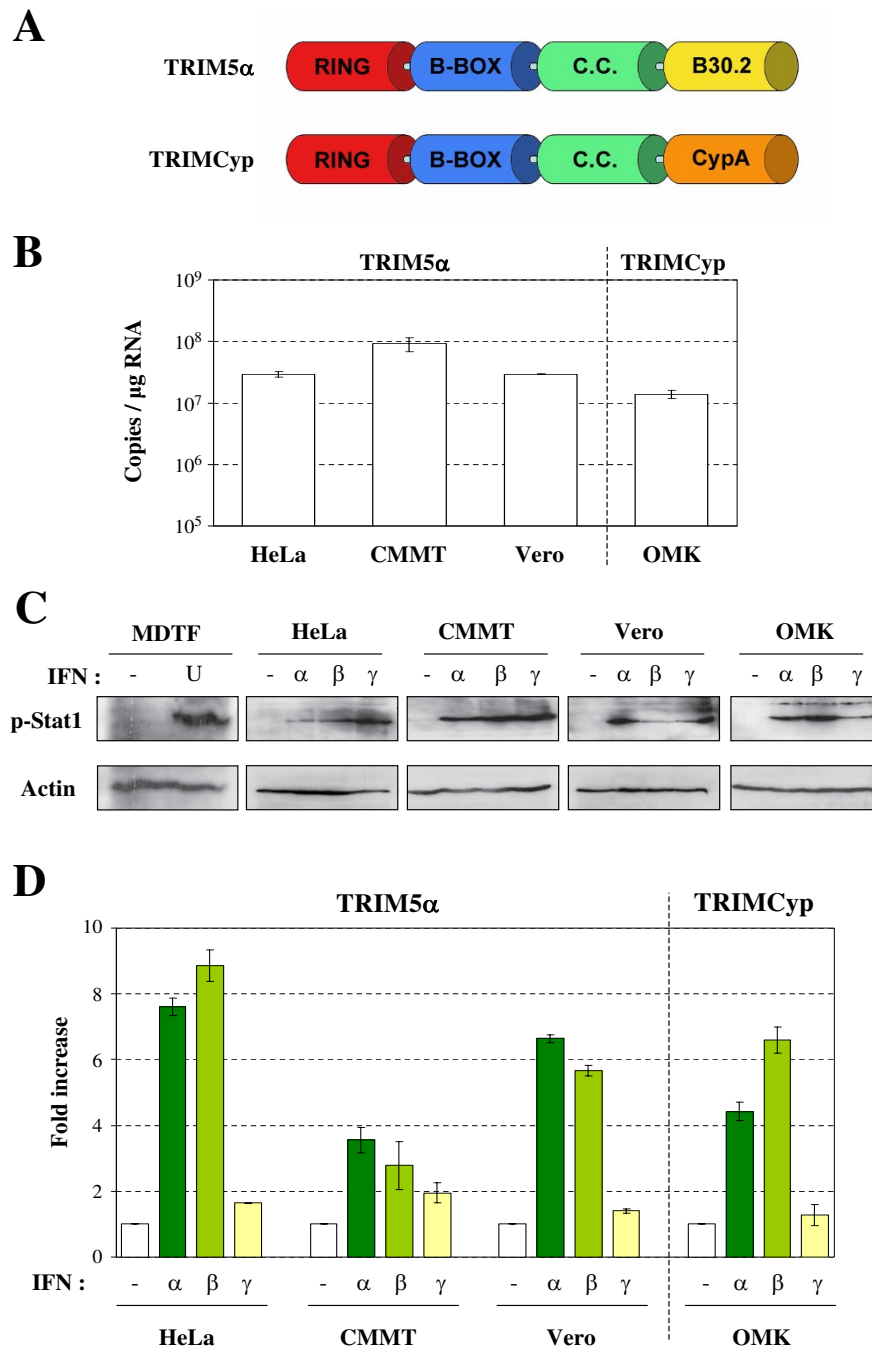 A
TRIM5α
RING B-BOX C.C. B30.2
TRIMCyp
RING B-BOX C.C. CypA
B
TRIM5α TRIMCyp
Copies / µg RNA
10⁹
10⁸
10⁷
10⁶
10⁵
HeLa CMMT Vero OMK
C
MDTF HeLa CMMT Vero OMK
IFN : - U - α β γ - α β γ - α β γ - α β γ
p-Stat1
Actin
D
TRIM5α TRIMCyp
Fold increase
10
8
6
4
2
0
IFN : - α β γ - α β γ - α β γ - α β γ
HeLa CMMT Vero OMK